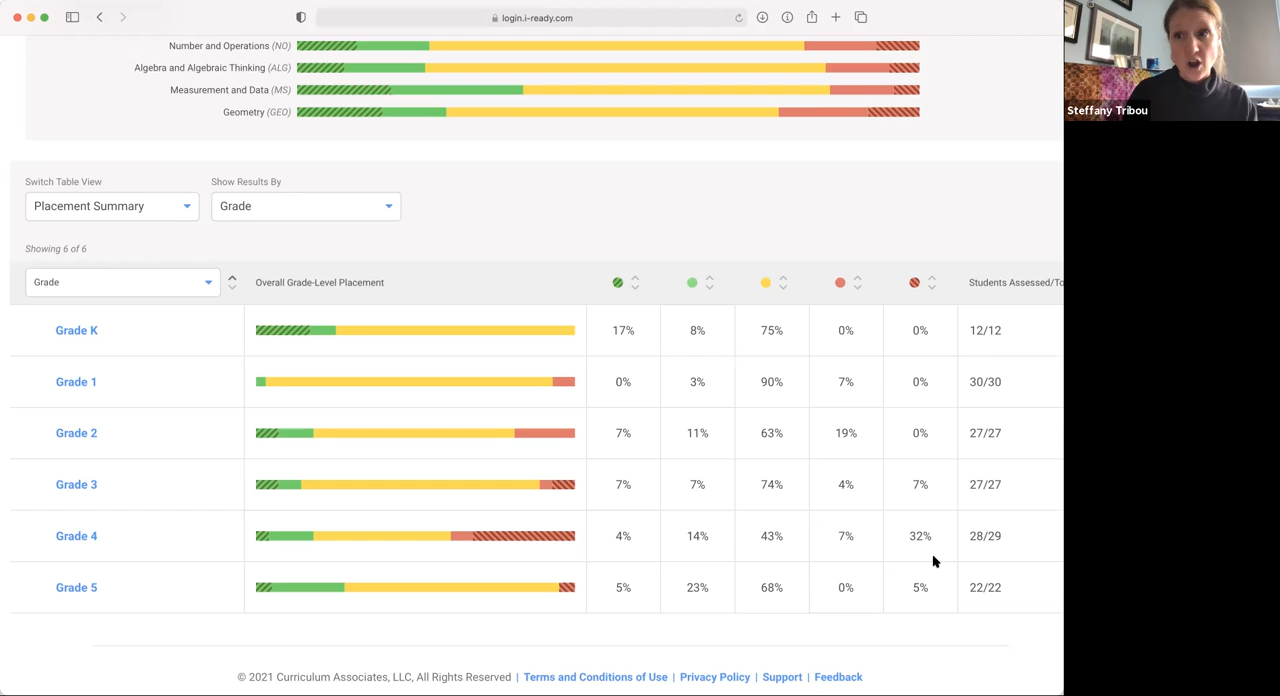 login.i-ready.com
Steffany Tribou
Number and Operations (NO)
Algebra and Algebraic Thinking (ALG)
Measurement and Data (MS)
Geometry (GEO)
Switch Table View
Show Results By
Placement Summary
Grade
Showing 6 of 6
Grade
Overall Grade-Level Placement
Students Assessed/To
Grade K 17% 8% 75% 0% 0% 12/12
Grade 1 0% 3% 90% 7% 0% 30/30
Grade 2 7% 11% 63% 19% 0% 27/27
Grade 3 7% 7% 74% 4% 7% 27/27
Grade 4 4% 14% 43% 7% 32% 28/29
Grade 5 5% 23% 68% 0% 5% 22/22
© 2021 Curriculum Associates, LLC, All Rights Reserved | Terms and Conditions of Use | Privacy Policy | Support | Feedback